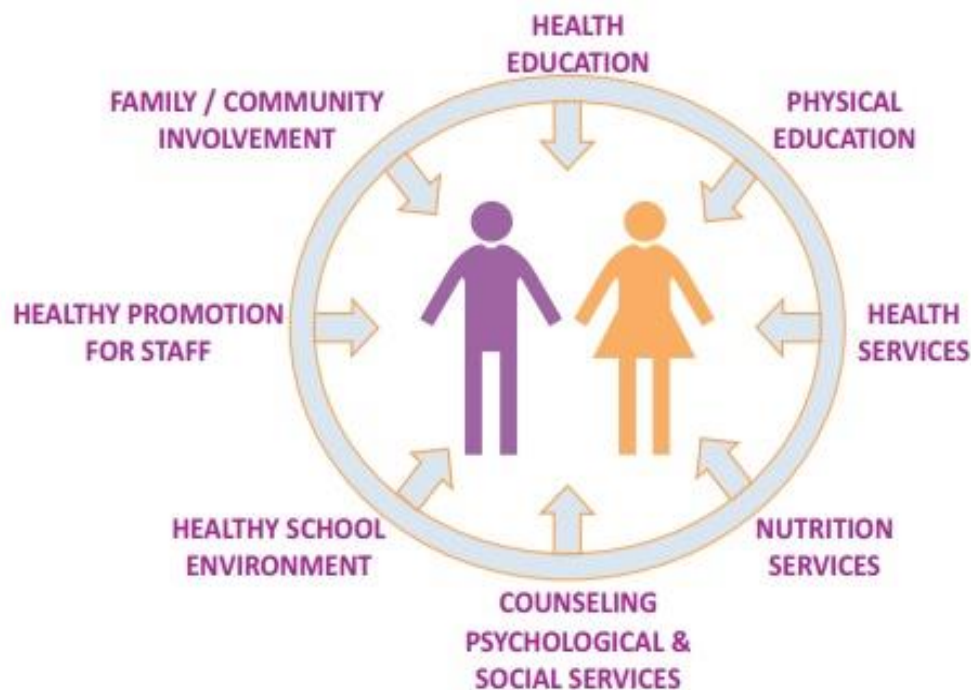 HEALTH
EDUCATION
PHYSICAL
EDUCATION
HEALTH
SERVICES
NUTRITION
SERVICES
COUNSELING
PSYCHOLOGICAL &
SOCIAL SERVICES
HEALTHY SCHOOL
ENVIRONMENT
HEALTHY PROMOTION
FOR STAFF
FAMILY / COMMUNITY
INVOLVEMENT